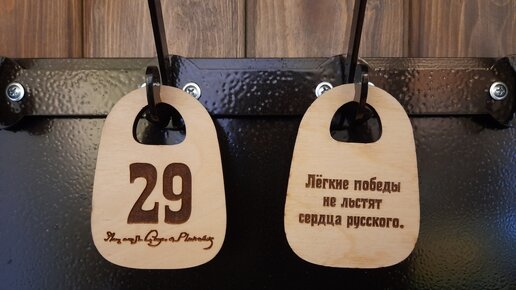 29
Лёгкие победы
не льстят
сердца русского.